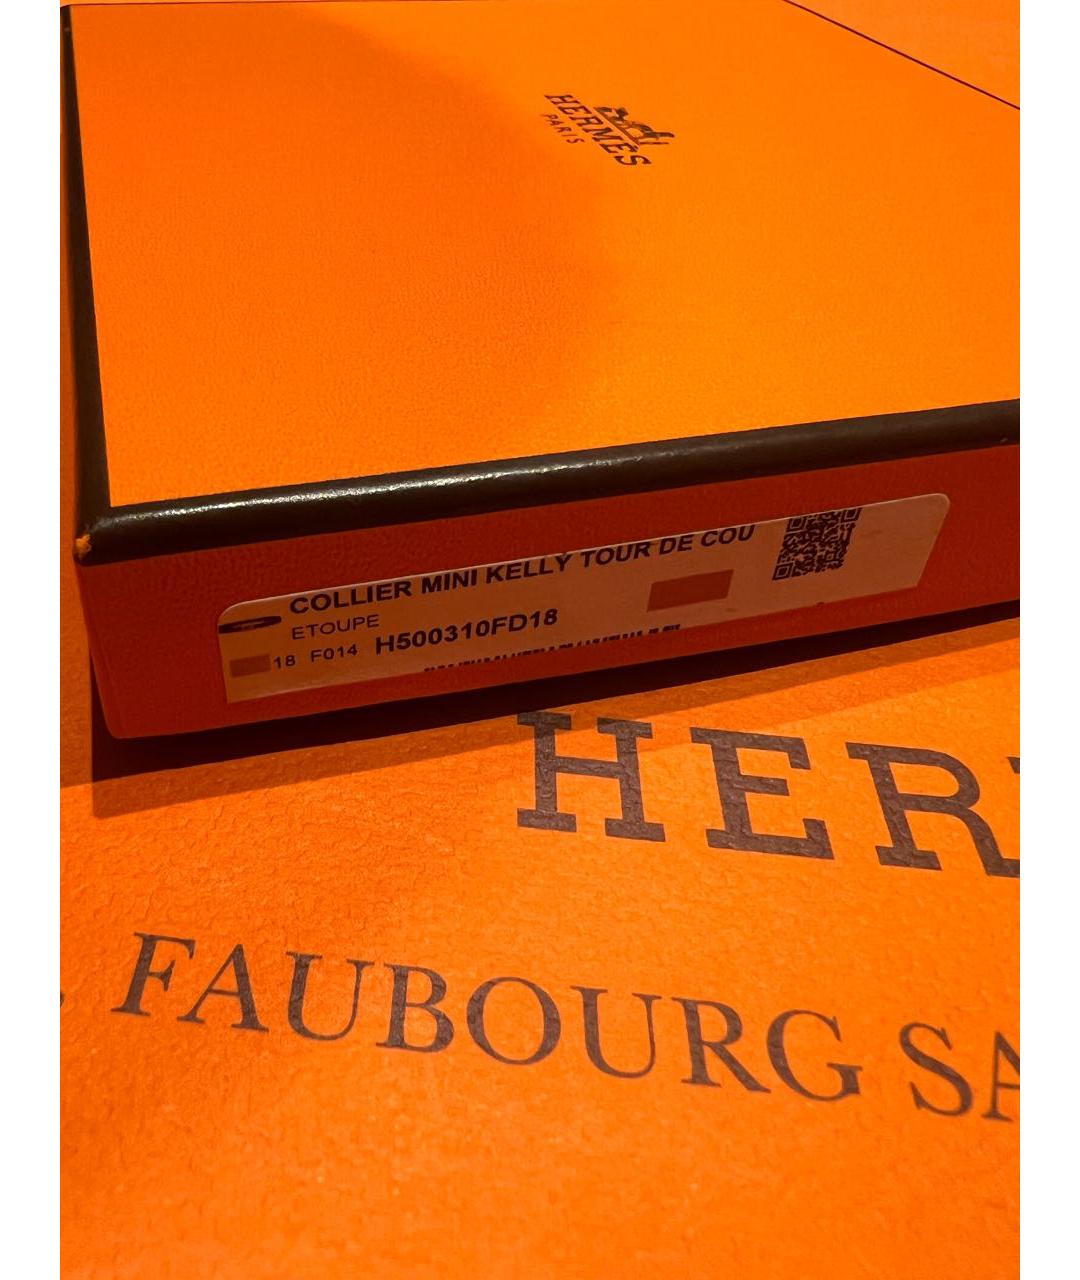 HERMÈS
PARIS
COLLIER MINI KELLY TOUR DE COU
ETOUPE
18 F014 H500310FD18
HER
FAUBOURG SA